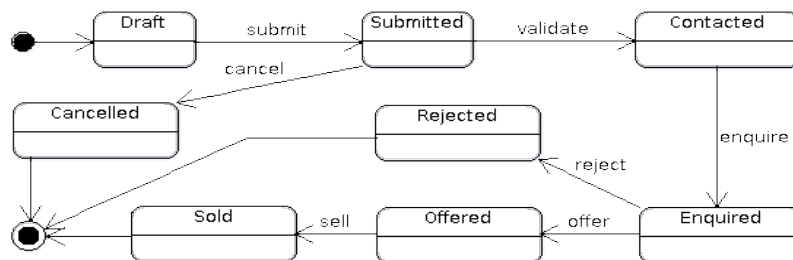 Draft
submit
Submitted
validate
Contacted
cancel
Cancelled
Rejected
enquire
reject
Sold
sell
Offered
offer
Enquired